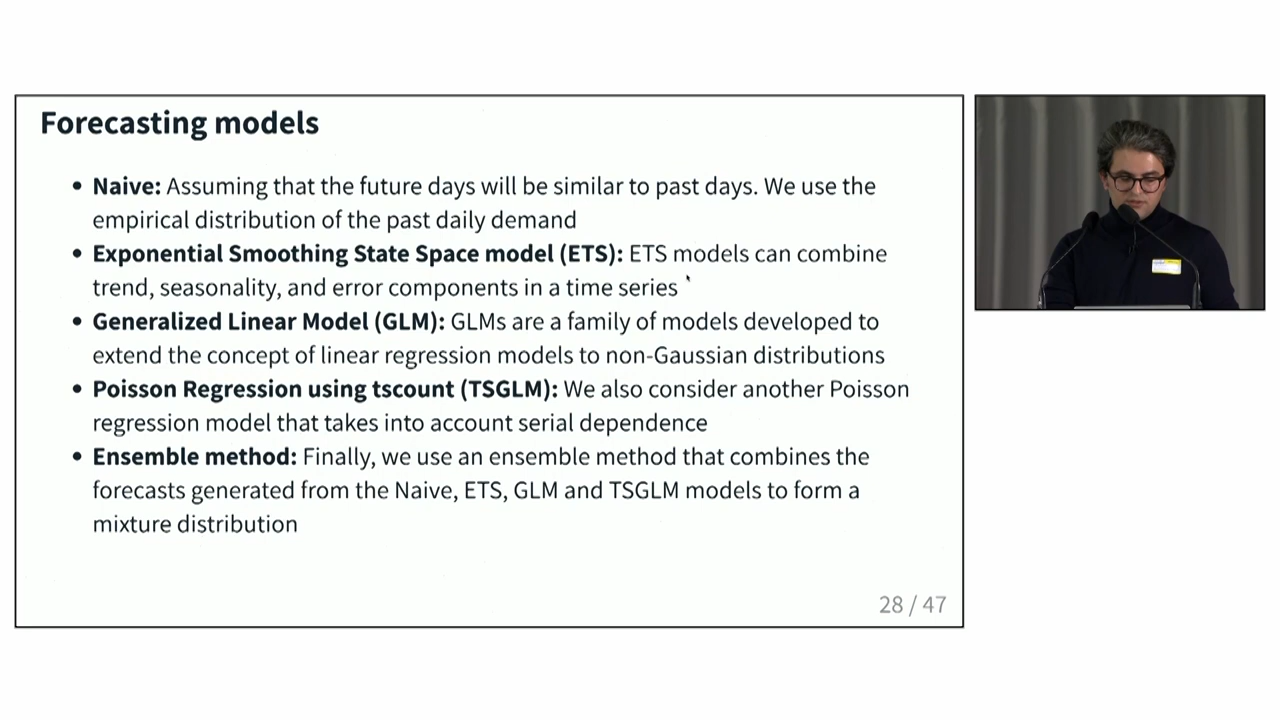 Forecasting models
• Naive: Assuming that the future days will be similar to past days. We use the
empirical distribution of the past daily demand
• Exponential Smoothing State Space model (ETS): ETS models can combine
trend, seasonality, and error components in a time series
• Generalized Linear Model (GLM): GLMs are a family of models developed to
extend the concept of linear regression models to non-Gaussian distributions
• Poisson Regression using tscount (TSGLM): We also consider another Poisson
regression model that takes into account serial dependence
• Ensemble method: Finally, we use an ensemble method that combines the
forecasts generated from the Naive, ETS, GLM and TSGLM models to form a
mixture distribution
28 / 47